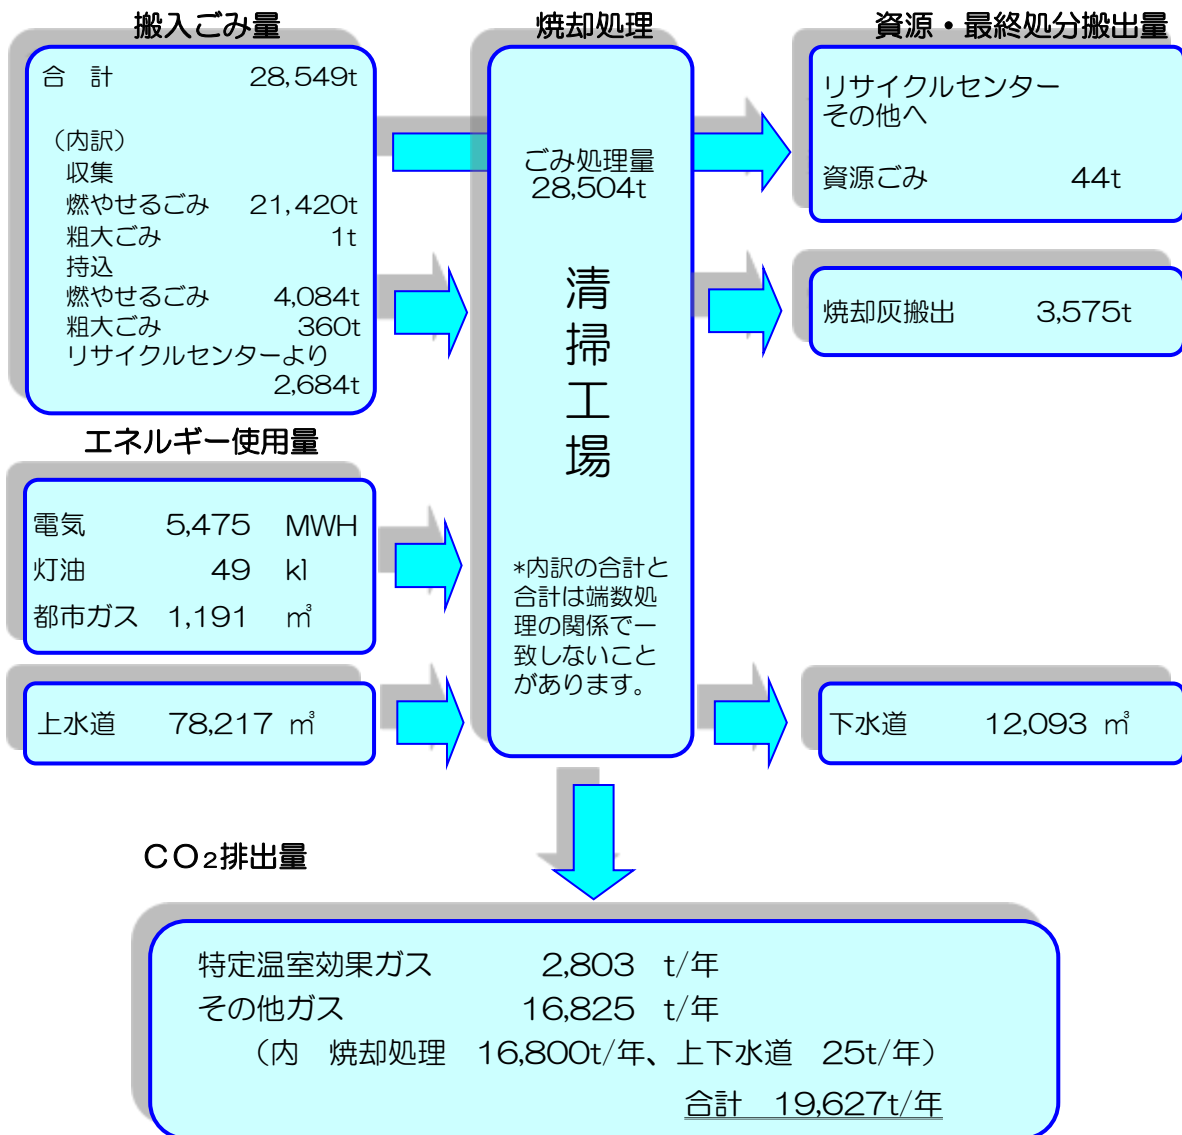 搬入ごみ量
合 計 28,549t
（内訳）
収集
燃やせるごみ 21,420t
粗大ごみ 1t
持込
燃やせるごみ 4,084t
粗大ごみ 360t
リサイクルセンターより
2,684t
エネルギー使用量
電気 5,475 MWH
灯油 49 kl
都市ガス 1,191 ㎥
上水道 78,217 ㎥
焼却処理
ごみ処理量
28,504t
清
掃
工
場
*内訳の合計と
合計は端数処
理の関係で一
致しないこと
があります。
資源・最終処分搬出量
リサイクルセンター
その他へ
資源ごみ 44t
焼却灰搬出 3,575t
下水道 12,093 ㎥
ＣＯ₂排出量
特定温室効果ガス 2,803 t/年
その他ガス 16,825 t/年
（内 焼却処理 16,800t/年、上下水道 25t/年）
合計 19,627t/年